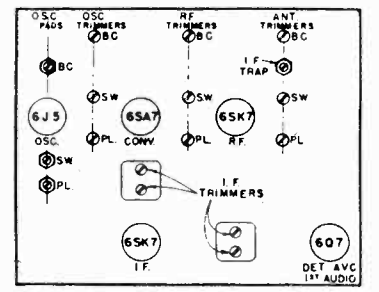 OSC PADS
OSC TRIMMERS
RF TRIMMERS
ANT TRIMMERS
BC
BC
BC
BC
I F TRAP
SW
SW
SW
6J5
6SA7
6SK7
OSC.
PL.
CONV.
PL.
R F.
PL
SW
PL.
I. F. TRIMMERS
6SK7
I F.
6Q7
DET AVC
1ST AUDIO